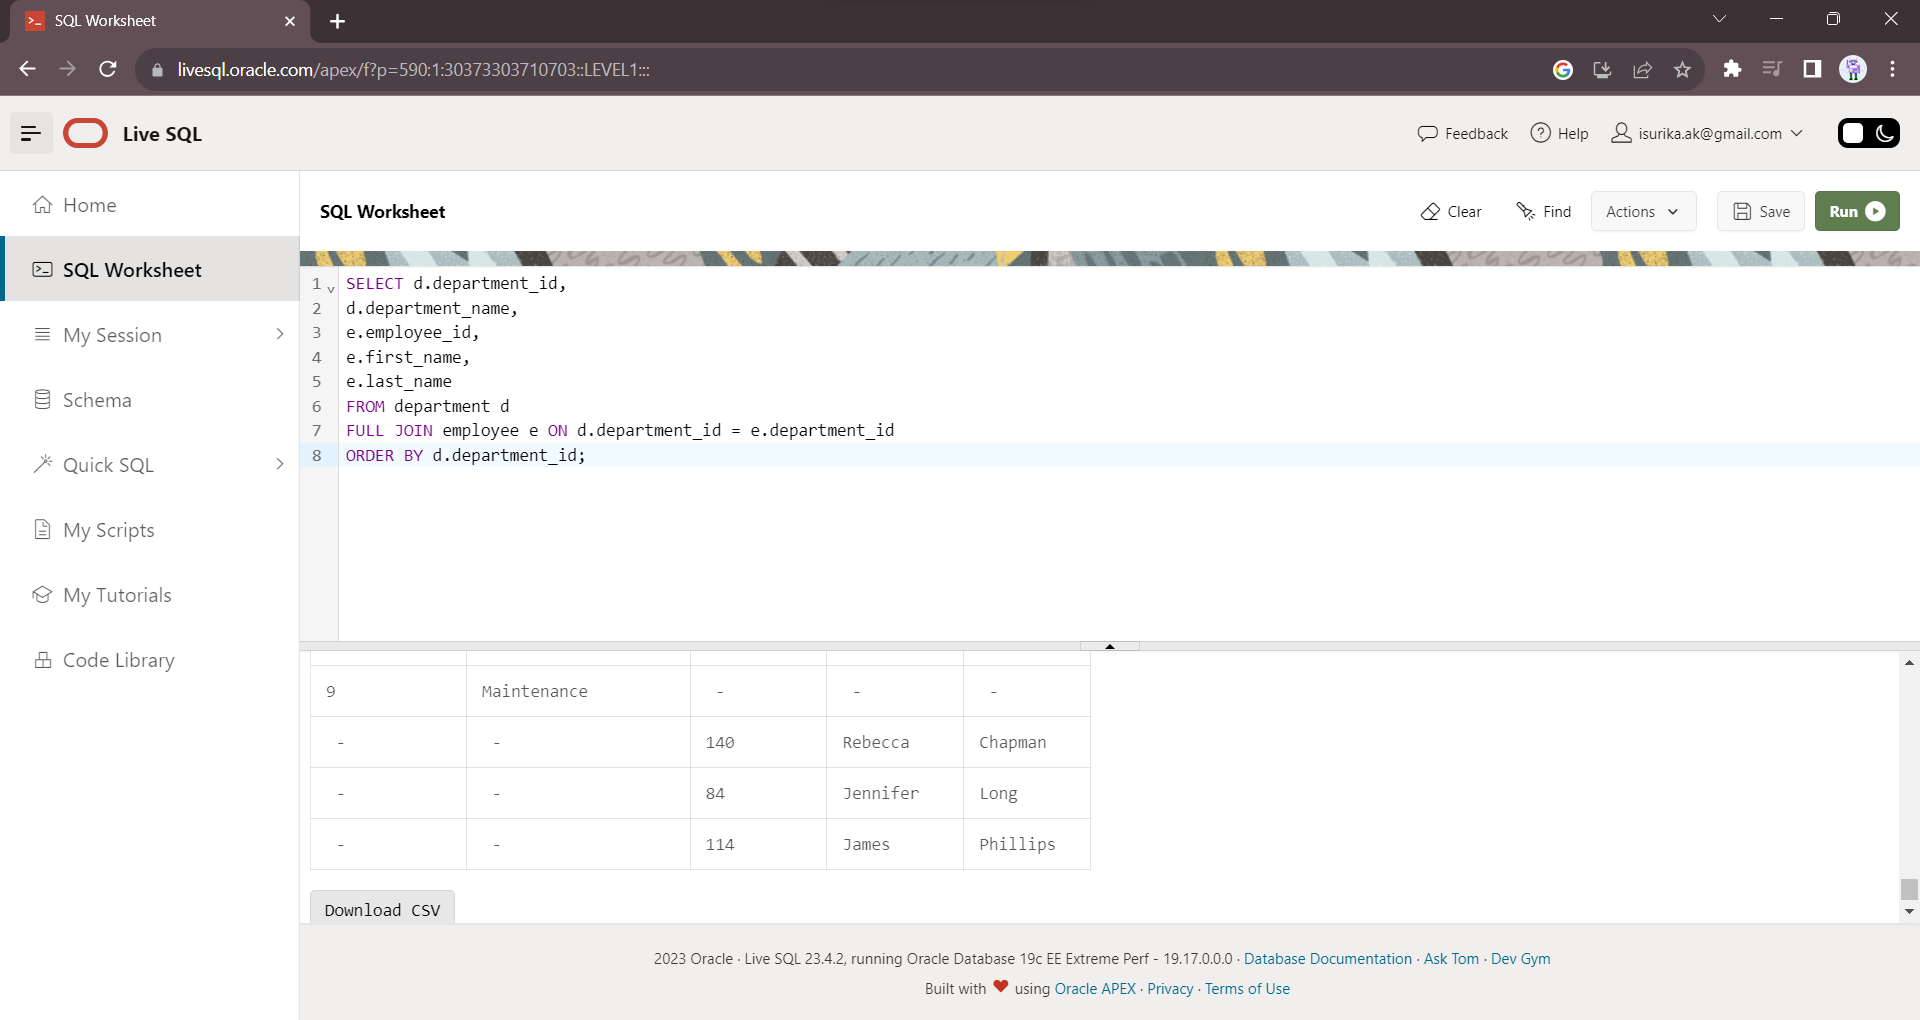 SQL Worksheet
livesql.oracle.com/apex/f?p=590:1:30373303710703::LEVEL1:::
Live SQL
Feedback
Help
isurika.ak@gmail.com
Home
SQL Worksheet
My Session
Schema
Quick SQL
My Scripts
My Tutorials
Code Library
SQL Worksheet
Clear
Find
Actions
Save
Run
1 SELECT d.department_id,
2 d.department_name,
3 e.employee_id,
4 e.first_name,
5 e.last_name
6 FROM department d
7 FULL JOIN employee e ON d.department_id = e.department_id
8 ORDER BY d.department_id;
9 Maintenance - - -
- - 140 Rebecca Chapman
- - 84 Jennifer Long
- - 114 James Phillips
Download CSV
2023 Oracle · Live SQL 23.4.2, running Oracle Database 19c EE Extreme Perf - 19.17.0.0.0 · Database Documentation · Ask Tom · Dev Gym
Built with ❤ using Oracle APEX · Privacy · Terms of Use